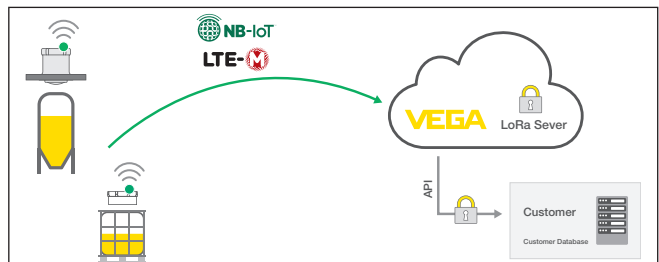 NB-IoT
LTE-M
VEGA
LoRa Sever
API
Customer
Customer Database